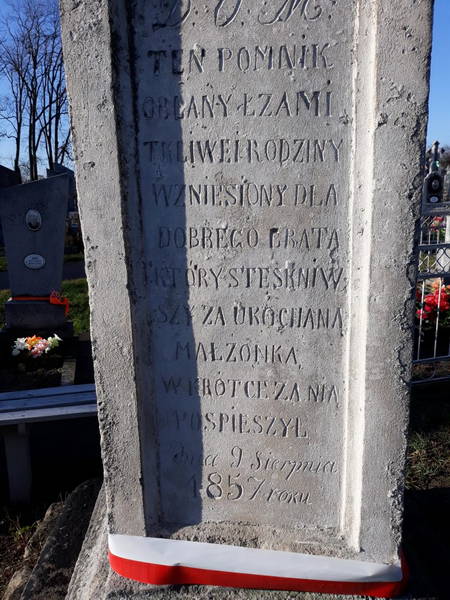 D. O. M.
TEN POMNIK
OBLANY ŁZAMI
TKLIWEI RODZINY
WZNIESIONY DLA
DOBREGO BRATA
KTÓRY STĘSKNIW
SZY ZA UKOCHANĄ
MAŁŻONKĄ
WKRÓTCE ZA NIĄ
POSPIESZYŁ
dnia 9 Sierpnia
1857 roku